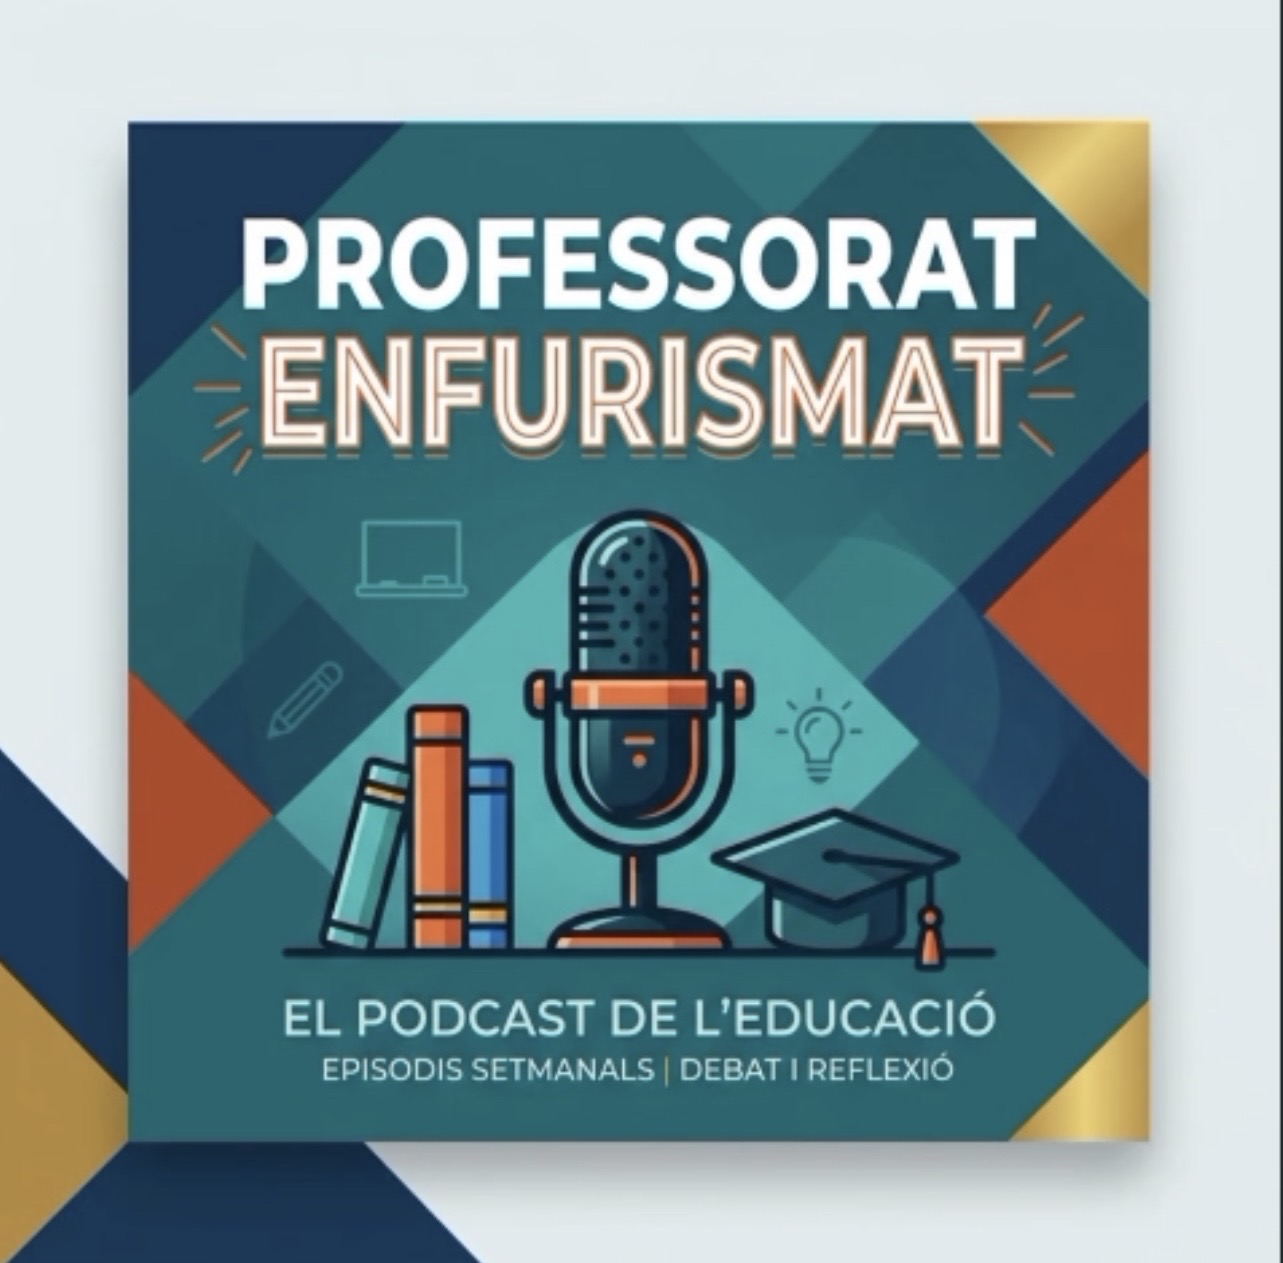 PROFESSORAT
ENFURISMAT
EL PODCAST DE L'EDUCACIÓ
EPISODIS SETMANALS | DEBAT I REFLEXIÓ